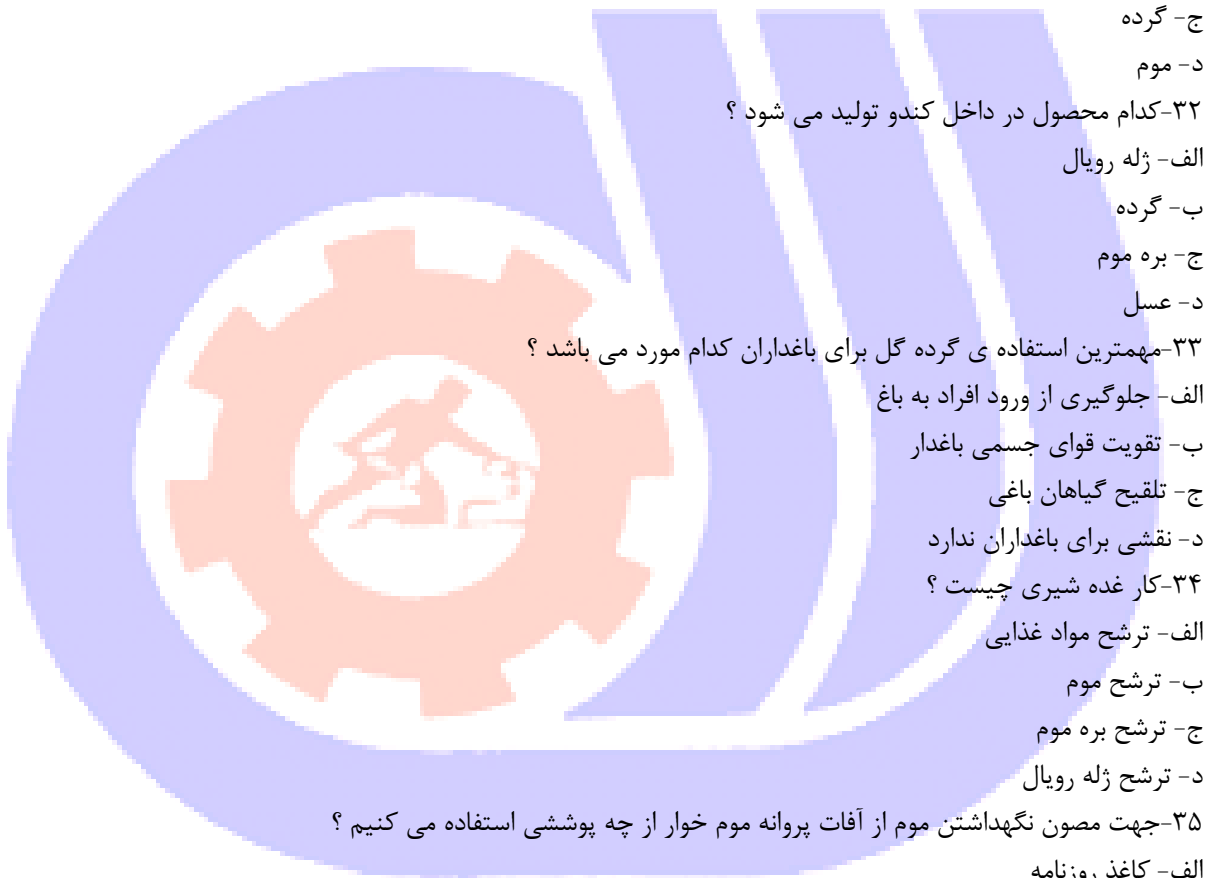 ج- گرده
د- موم
۳۲-کدام محصول در داخل کندو تولید می شود ؟
الف- ژله رویال
ب- گرده
ج- بره موم
د- عسل
۳۳-مهمترین استفاده ی گرده گل برای باغداران کدام مورد می باشد ؟
الف- جلوگیری از ورود افراد به باغ
ب- تقویت قوای جسمی باغدار
ج- تلقیح گیاهان باغی
د- نقشی برای باغداران ندارد
۳۴-کار غده شیری چیست ؟
الف- ترشح مواد غذایی
ب- ترشح موم
ج- ترشح بره موم
د- ترشح ژله رویال
۳۵-جهت مصون نگهداشتن موم از آفات پروانه موم خوار از چه پوششی استفاده می کنیم ؟
الف- کاغذ روزنامه